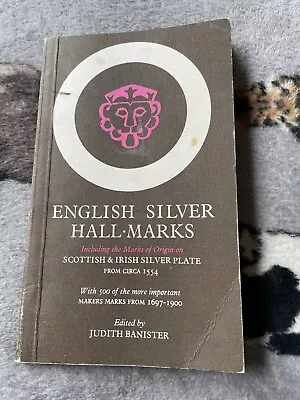 ENGLISH SILVER
HALL·MARKS
Including the Marks of Origin on
SCOTTISH & IRISH SILVER PLATE
FROM CIRCA 1554
With 500 of the more important
MAKERS MARKS FROM 1697-1900
Edited by
JUDITH BANISTER